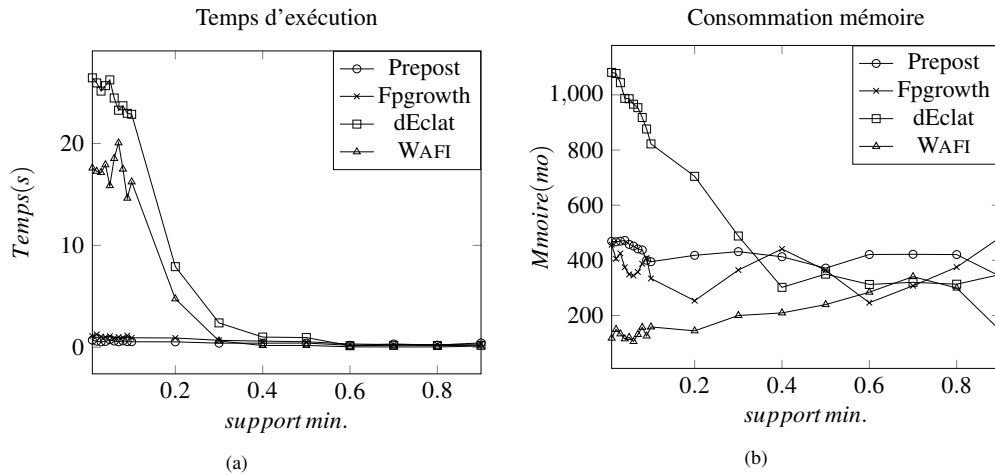 Temps d'exécution
Prepost
Fpgrowth
dEclat
WAFI
20
10
0
Temps(s)
0.2 0.4 0.6 0.8
support min.
(a)
Consommation mémoire
Prepost
Fpgrowth
dEclat
WAFI
1,000
800
600
400
200
Mmoire(mo)
0.2 0.4 0.6 0.8
support min.
(b)